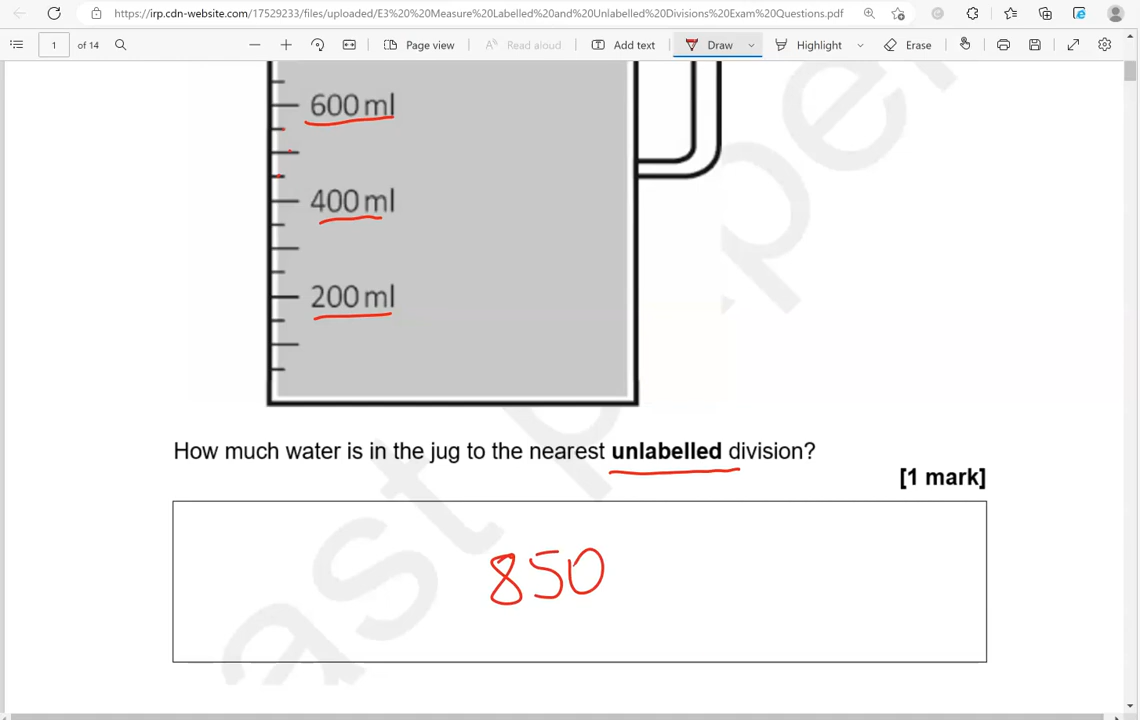 https://irp.cdn-website.com/17529233/files/uploaded/E3%20%20Measure%20Labelled%20and%20Unlabelled%20Divisions%20Exam%20Questions.pdf
1 of 14
Page view
Read aloud
Add text
Draw
Highlight
Erase
600 ml
400 ml
200 ml
How much water is in the jug to the nearest unlabelled division?
[1 mark]
850